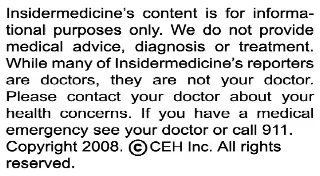 Insidermedicine's content is for informa-
tional purposes only. We do not provide
medical advice, diagnosis or treatment.
While many of Insidermedicine's reporters
are doctors, they are not your doctor.
Please contact your doctor about your
health concerns. If you have a medical
emergency see your doctor or call 911.
Copyright 2008. ©CEH Inc. All rights
reserved.